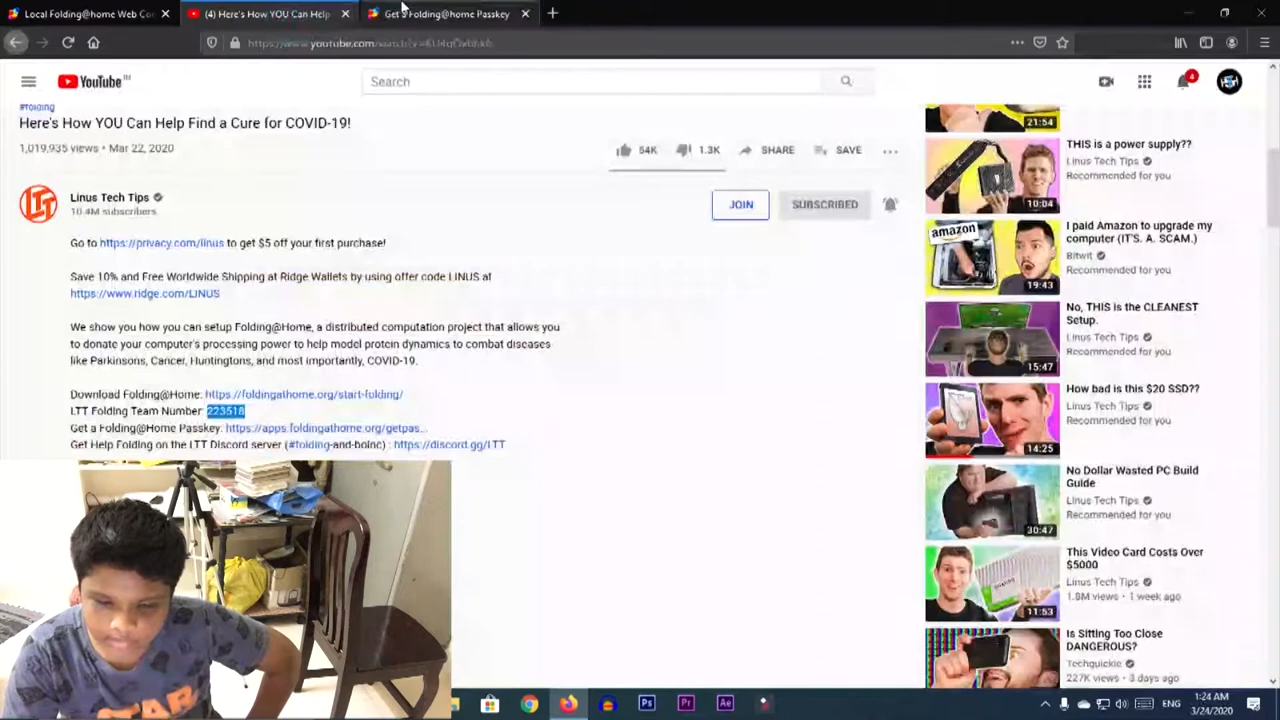 Local Folding@home Web Con
(4) Here's How YOU Can Help
Get a Folding@home Passkey
YouTube IN
Search
4
#folding
Here's How YOU Can Help Find a Cure for COVID-19!
1,019,935 views • Mar 22, 2020
54K
1.3K
SHARE
SAVE
Linus Tech Tips
10.4M subscribers
JOIN
SUBSCRIBED
Go to https://privacy.com/linus to get $5 off your first purchase!
Save 10% and Free Worldwide Shipping at Ridge Wallets by using offer code LINUS at
https://www.ridge.com/LINUS
We show you how you can setup Folding@Home, a distributed computation project that allows you
to donate your computer's processing power to help model protein dynamics to combat diseases
like Parkinsons, Cancer, Huntingtons, and most importantly, COVID-19.
Download Folding@Home: https://foldingathome.org/start-folding/
LTT Folding Team Number: 223518
Get a Folding@Home Passkey: https://apps.foldingathome.org/getpas...
Get Help Folding on the LTT Discord server (#folding-and-boinc) : https://discord.gg/LTT
21:54
THIS is a power supply??
Linus Tech Tips
Recommended for you
10:04
amazon
I paid Amazon to upgrade my
computer (IT'S. A. SCAM.)
Bitwit
Recommended for you
19:43
No, THIS is the CLEANEST
Setup.
Linus Tech Tips
Recommended for you
15:47
How bad is this $20 SSD??
Linus Tech Tips
Recommended for you
14:25
No Dollar Wasted PC Build
Guide
Linus Tech Tips
Recommended for you
30:47
This Video Card Costs Over
$5000
Linus Tech Tips
1.8M views • 1 week ago
11:53
Is Sitting Too Close
DANGEROUS?
Techquickie
227K views • 3 days ago
Ps
Pr
Ae
ENG
1:24 AM
3/24/2020